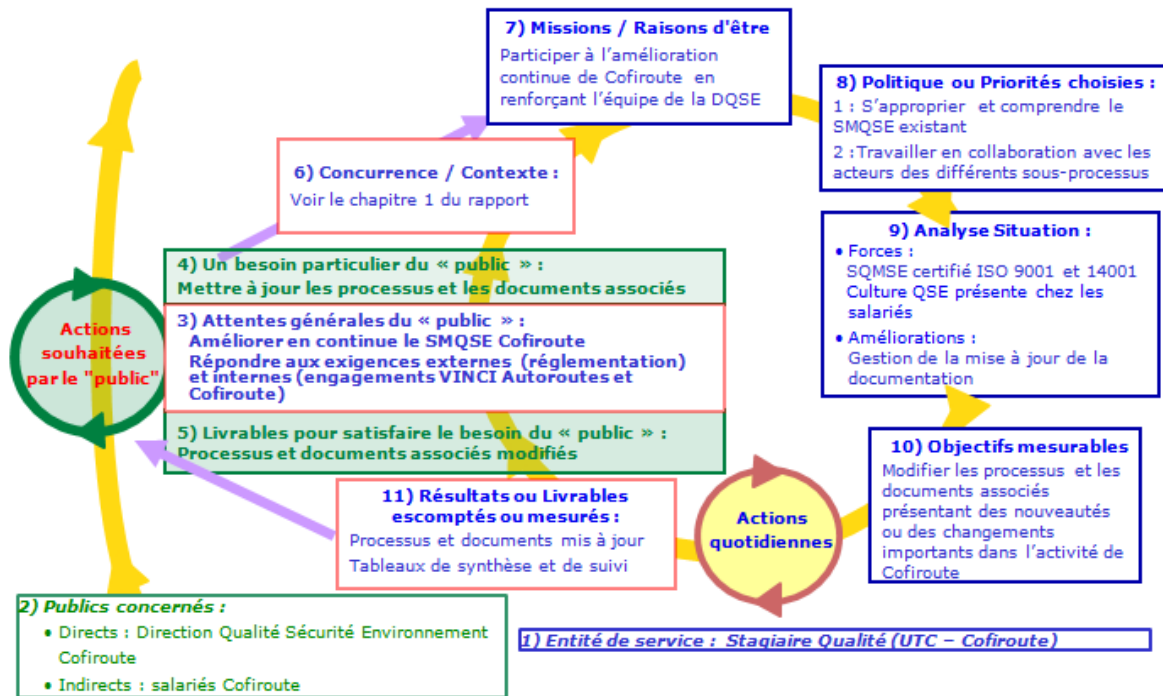 7) Missions / Raisons d'être
Participer à l’amélioration
continue de Cofiroute en
renforçant l’équipe de la DQSE
8) Politique ou Priorités choisies :
1 : S’approprier et comprendre le
SMQSE existant
2 : Travailler en collaboration avec les
acteurs des différents sous-processus
6) Concurrence / Contexte :
Voir le chapitre 1 du rapport
9) Analyse Situation :
• Forces :
SQMSE certifié ISO 9001 et 14001
Culture QSE présente chez les
salariés
• Améliorations :
Gestion de la mise à jour de la
documentation
4) Un besoin particulier du « public » :
Mettre à jour les processus et les documents associés
3) Attentes générales du « public » :
Améliorer en continue le SMQSE Cofiroute
Répondre aux exigences externes (réglementation)
et internes (engagements VINCI Autoroutes et
Cofiroute)
Actions
souhaitées
par le "public"
5) Livrables pour satisfaire le besoin du « public » :
Processus et documents associés modifiés
10) Objectifs mesurables
Modifier les processus et les
documents associés
présentant des nouveautés
ou des changements
importants dans l’activité de
Cofiroute
11) Résultats ou Livrables
escomptés ou mesurés :
Processus et documents mis à jour
Tableaux de synthèse et de suivi
Actions
quotidiennes
2) Publics concernés :
• Directs : Direction Qualité Sécurité Environnement
Cofiroute
• Indirects : salariés Cofiroute
1) Entité de service : Stagiaire Qualité (UTC – Cofiroute)